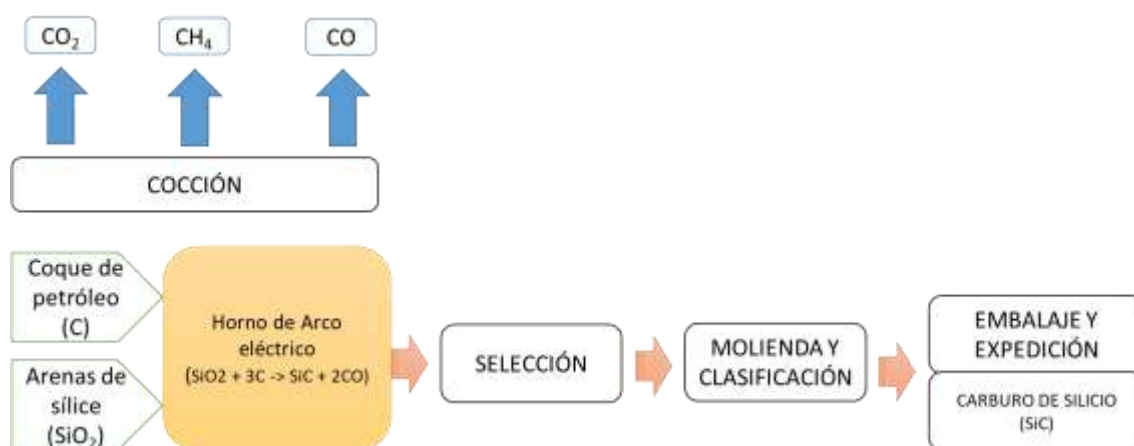 CO₂
CH₄
CO
COCCIÓN
Coque de
petróleo
(C)
Arenas de
sílice
(SiO₂)
Horno de Arco
eléctrico
(SiO2 + 3C -> SiC + 2CO)
SELECCIÓN
MOLIENDA Y
CLASIFICACIÓN
EMBALAJE Y
EXPEDICIÓN
CARBURO DE SILICIO
(SiC)